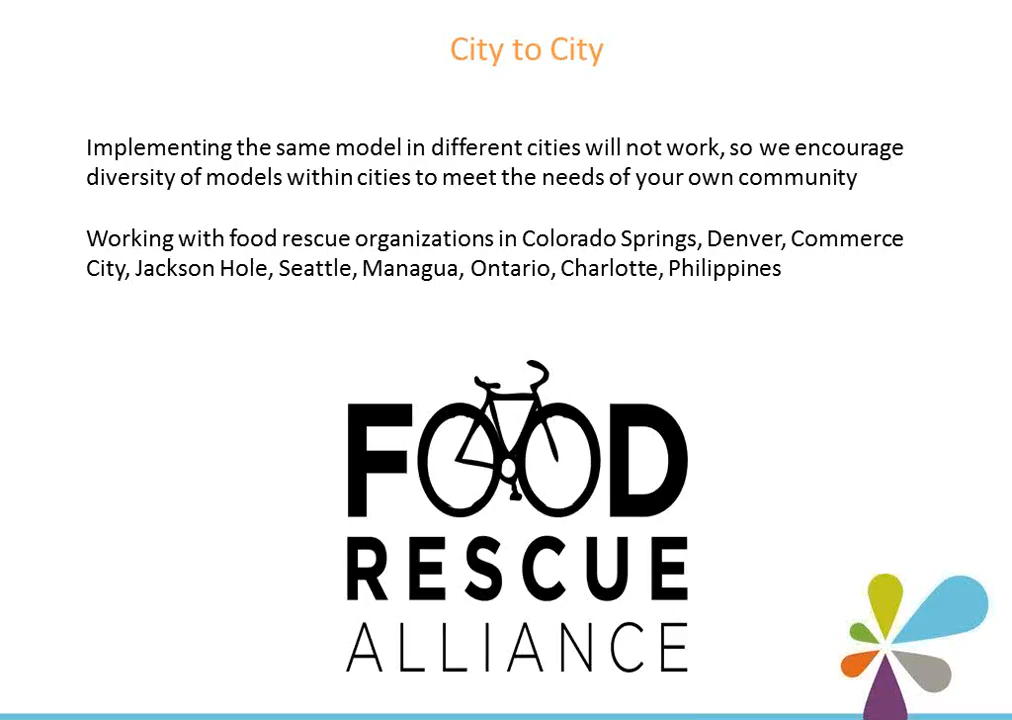 City to City
Implementing the same model in different cities will not work, so we encourage
diversity of models within cities to meet the needs of your own community
Working with food rescue organizations in Colorado Springs, Denver, Commerce
City, Jackson Hole, Seattle, Managua, Ontario, Charlotte, Philippines
FOOD
RESCUE
ALLIANCE